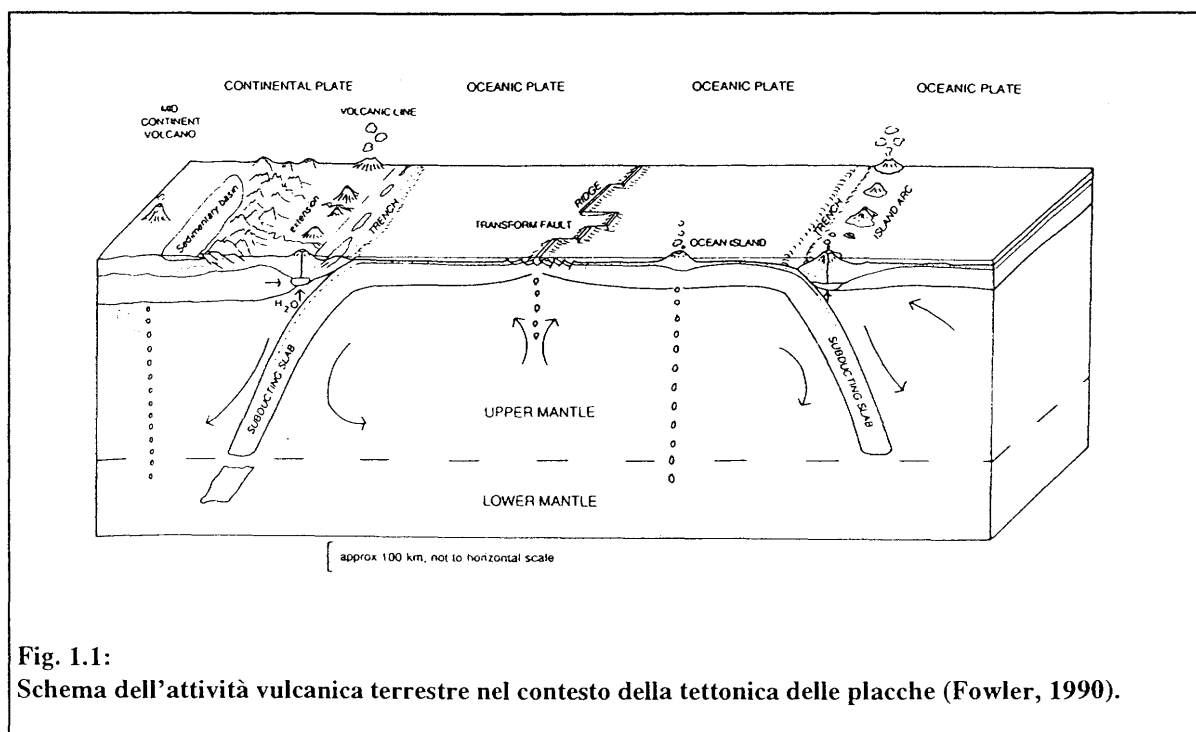 CONTINENTAL PLATE OCEANIC PLATE OCEANIC PLATE OCEANIC PLATE
MID
CONTINENT
VOLCANO
VOLCANIC LINE
Sedimentary basin
extension
TRENCH
RIDGE
TRANSFORM FAULT
OCEAN ISLAND
TRENCH
ISLAND ARC
H₂O
SUBDUCTING SLAB
SUBDUCTING SLAB
UPPER MANTLE
LOWER MANTLE
approx 100 km, not to horizontal scale
Fig. 1.1:
Schema dell'attività vulcanica terrestre nel contesto della tettonica delle placche (Fowler, 1990).